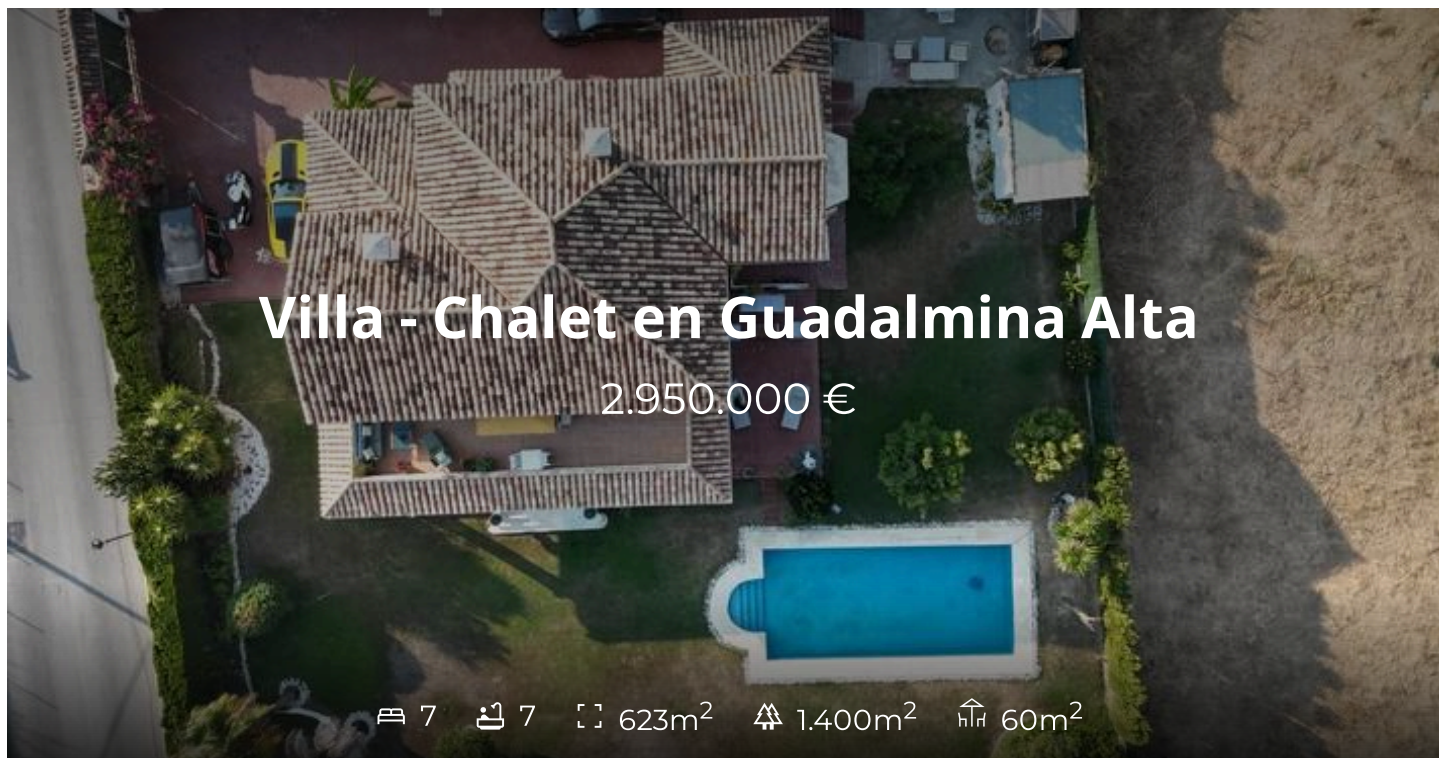 Villa - Chalet en Guadalmina Alta
2.950.000 €
7 7 623m² 1.400m² 60m²